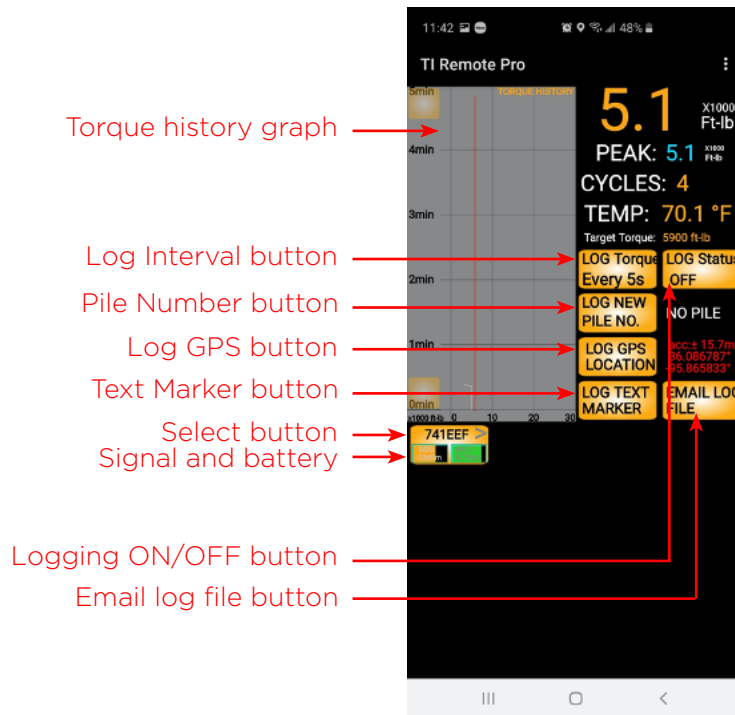 11:42 48%
TI Remote Pro
5min TORQUE HISTORY
5.1 X1000 Ft-lb
Torque history graph
4min
PEAK: 5.1 X1000 Ft-lb
CYCLES: 4
3min
TEMP: 70.1 °F
Target Torque: 5900 ft-lb
Log Interval button
LOG Torque LOG Status
2min
Every 5s OFF
Pile Number button
LOG NEW
PILE NO.
NO PILE
1min
Log GPS button
LOG GPS
LOCATION
acc:± 15.7m
36.086787°
-95.865833°
Text Marker button
LOG TEXT
MARKER
EMAIL LOG
FILE
0min
x1000 ft-lb 0 10 20 30
Select button
741EEF >
Signal and battery
Logging ON/OFF button
Email log file button